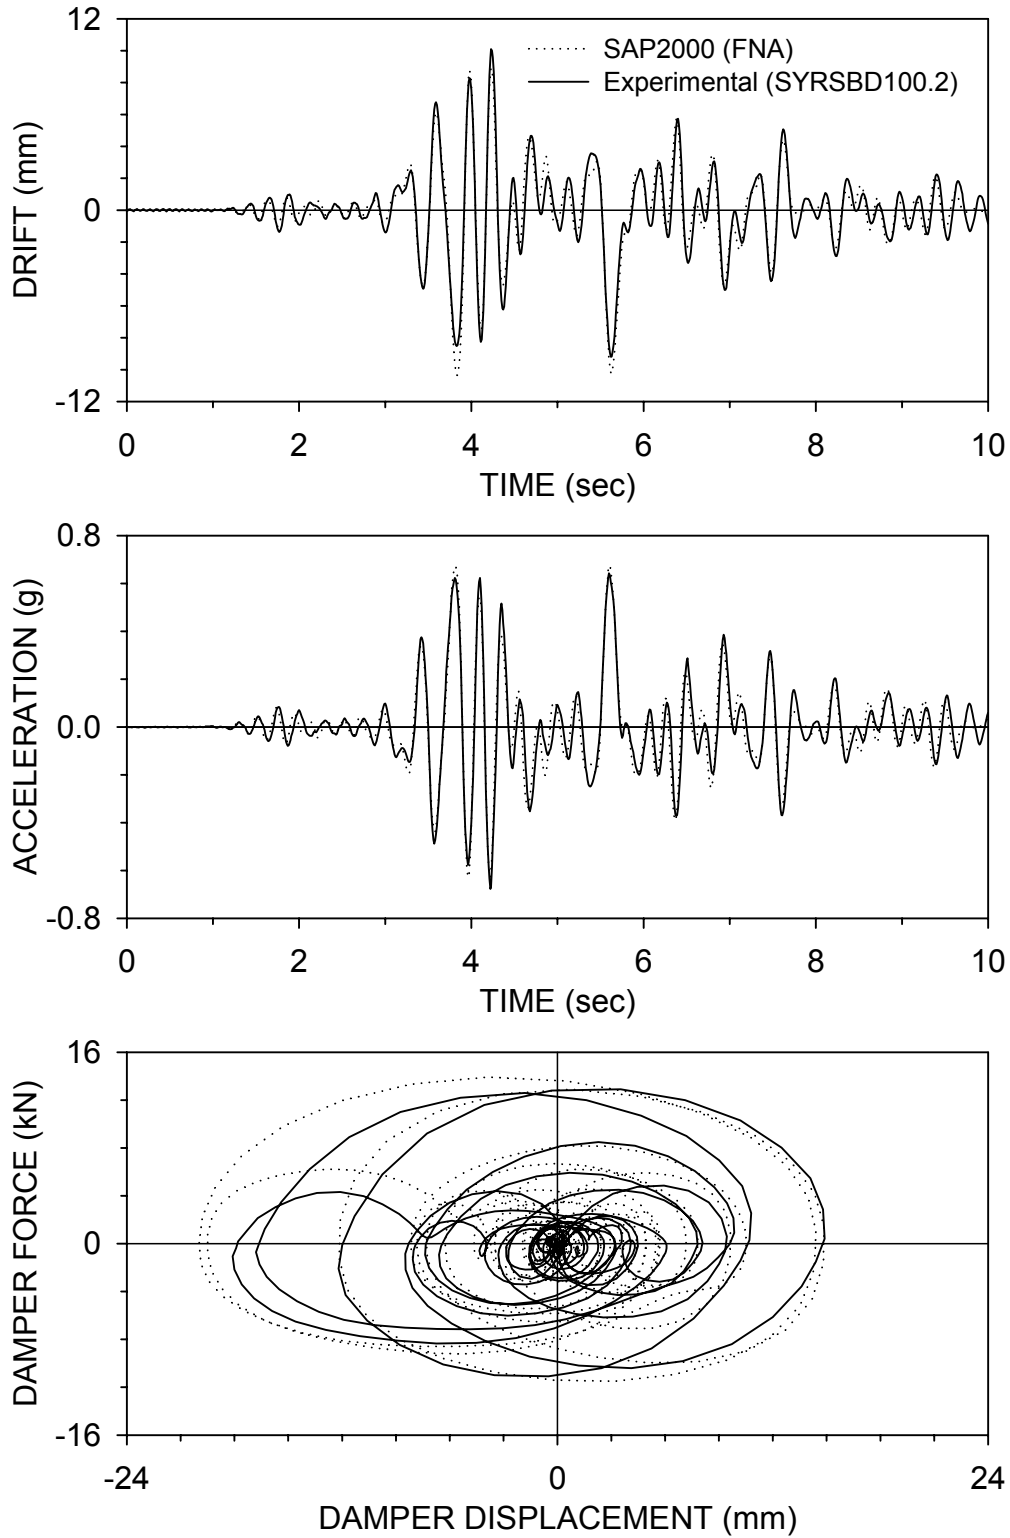 12
SAP2000 (FNA)
Experimental (SYRSBD100.2)
DRIFT (mm)
0
-12
0 2 4 6 8 10
TIME (sec)
0.8
ACCELERATION (g)
0.0
-0.8
0 2 4 6 8 10
TIME (sec)
16
DAMPER FORCE (kN)
0
-16
-24 0 24
DAMPER DISPLACEMENT (mm)